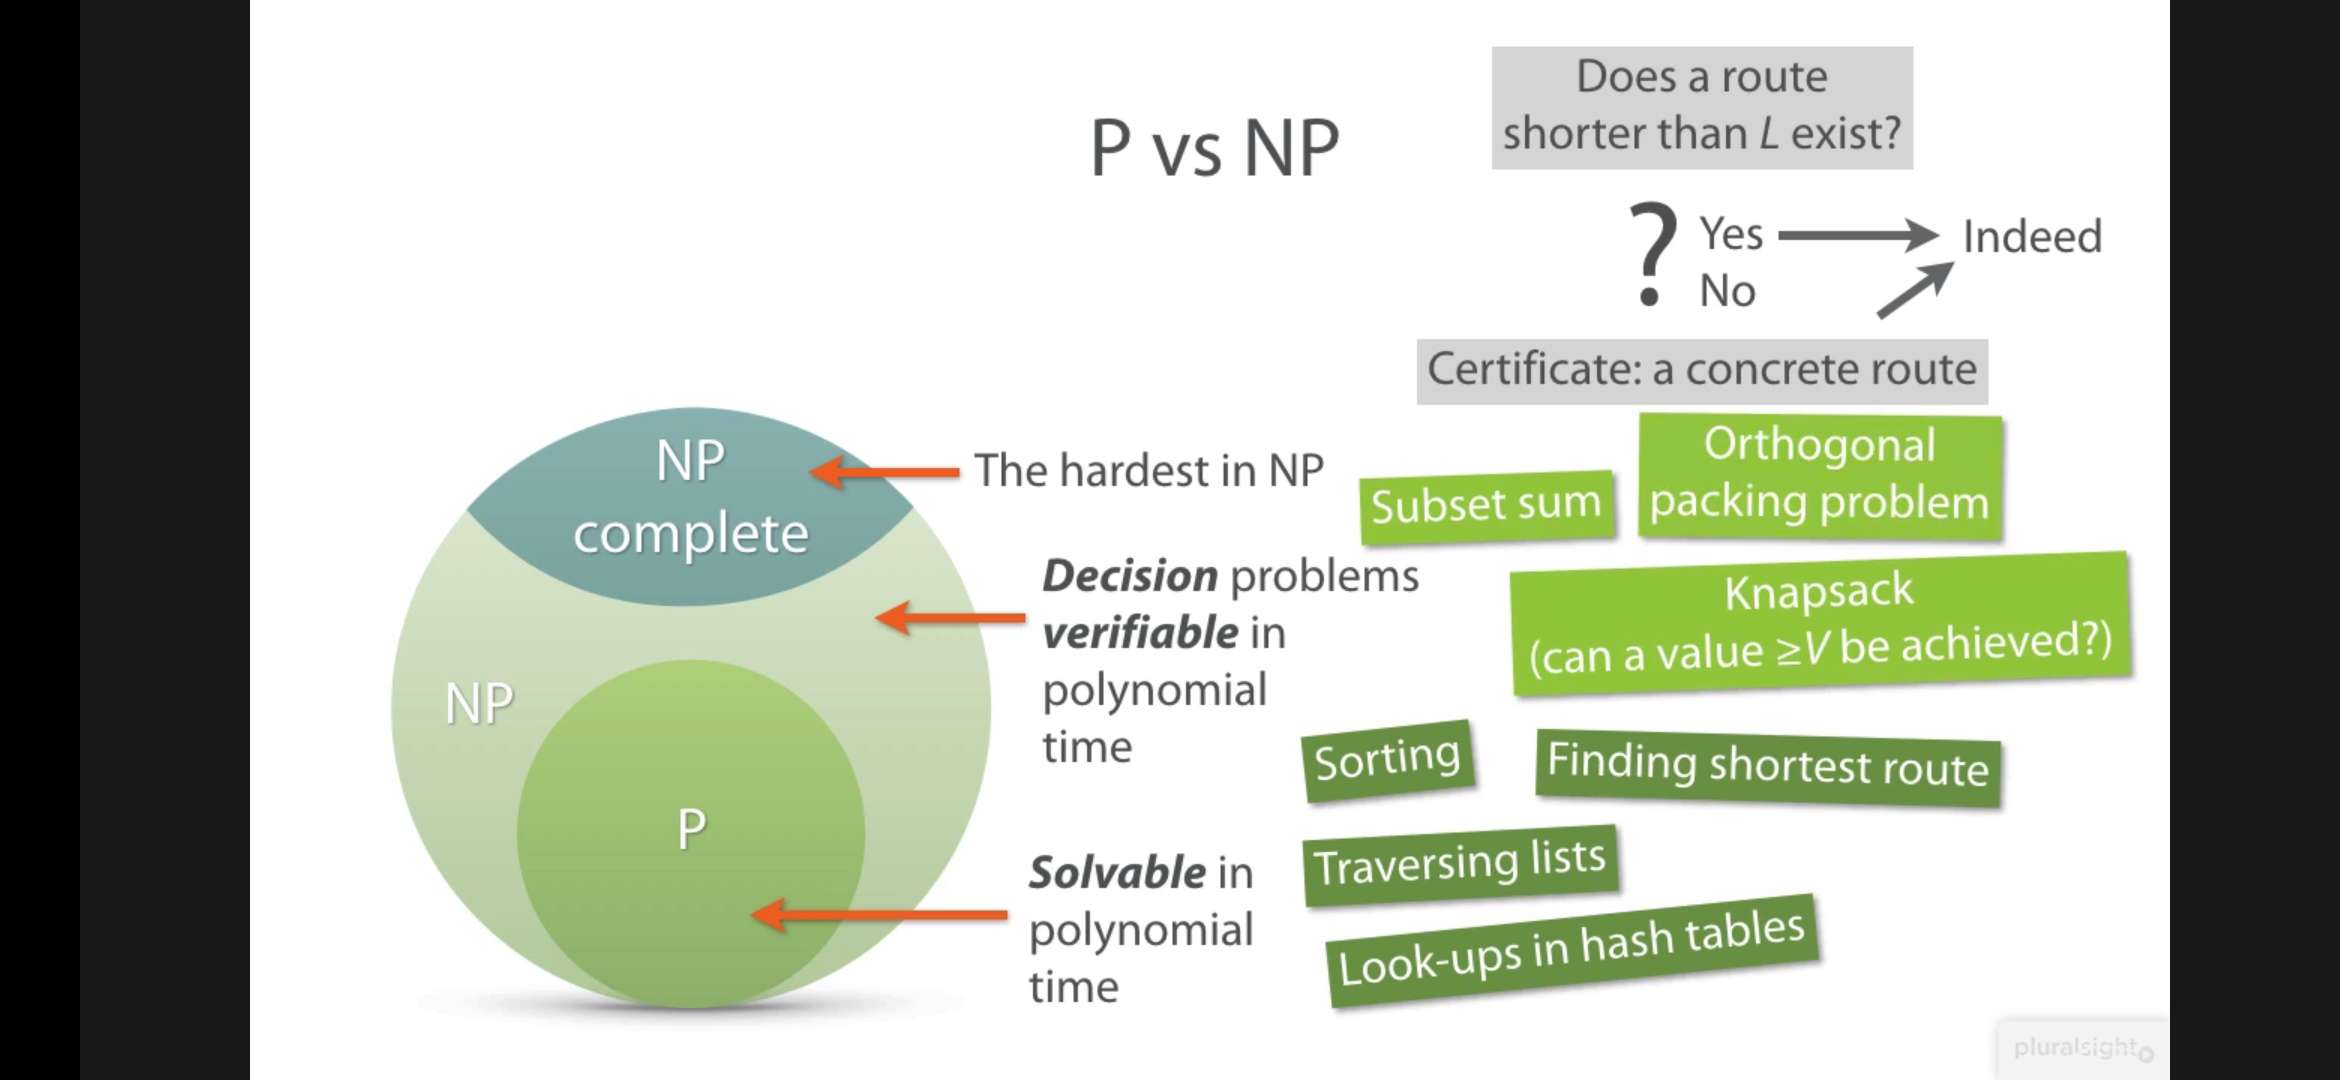 P vs NP
Does a route
shorter than L exist?
? Yes Indeed
No
Certificate: a concrete route
NP
complete
The hardest in NP
Subset sum
Orthogonal
packing problem
Decision problems
verifiable in
polynomial
time
Knapsack
(can a value ≥V be achieved?)
NP
Sorting
Finding shortest route
P
Solvable in
polynomial
time
Traversing lists
Look-ups in hash tables
pluralsight